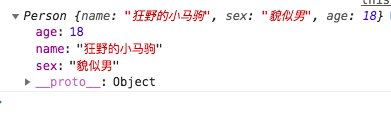 this
▼ Person {name: "狂野的小马驹", sex: "貌似男", age: 18}
age: 18
name: "狂野的小马驹"
sex: "貌似男"
▶ __proto__: Object